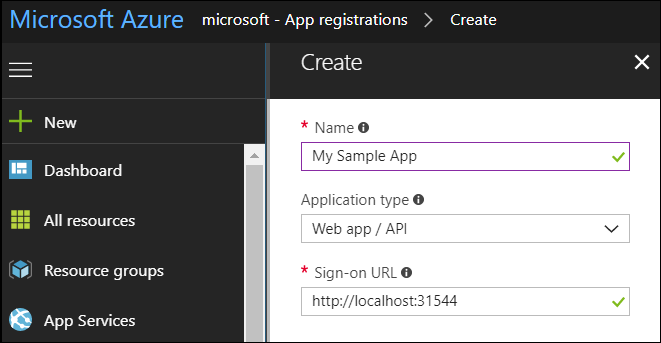 Microsoft Azure microsoft - App registrations > Create
Create
New
* Name
My Sample App
Dashboard
Application type
All resources
Web app / API
Resource groups
* Sign-on URL
http://localhost:31544
App Services